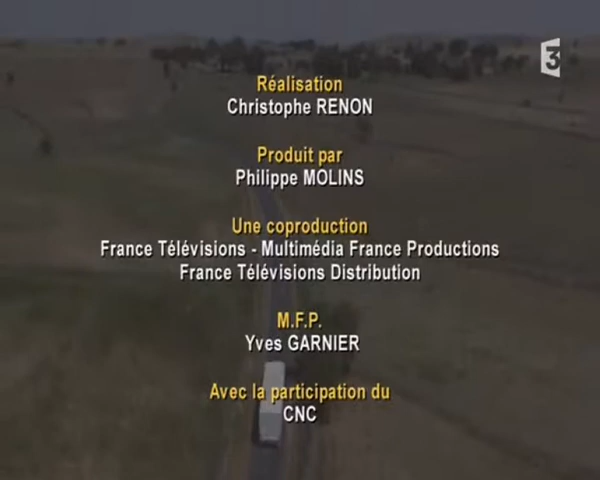 3
Réalisation
Christophe RENON
Produit par
Philippe MOLINS
Une coproduction
France Télévisions - Multimédia France Productions
France Télévisions Distribution
M.F.P.
Yves GARNIER
Avec la participation du
CNC